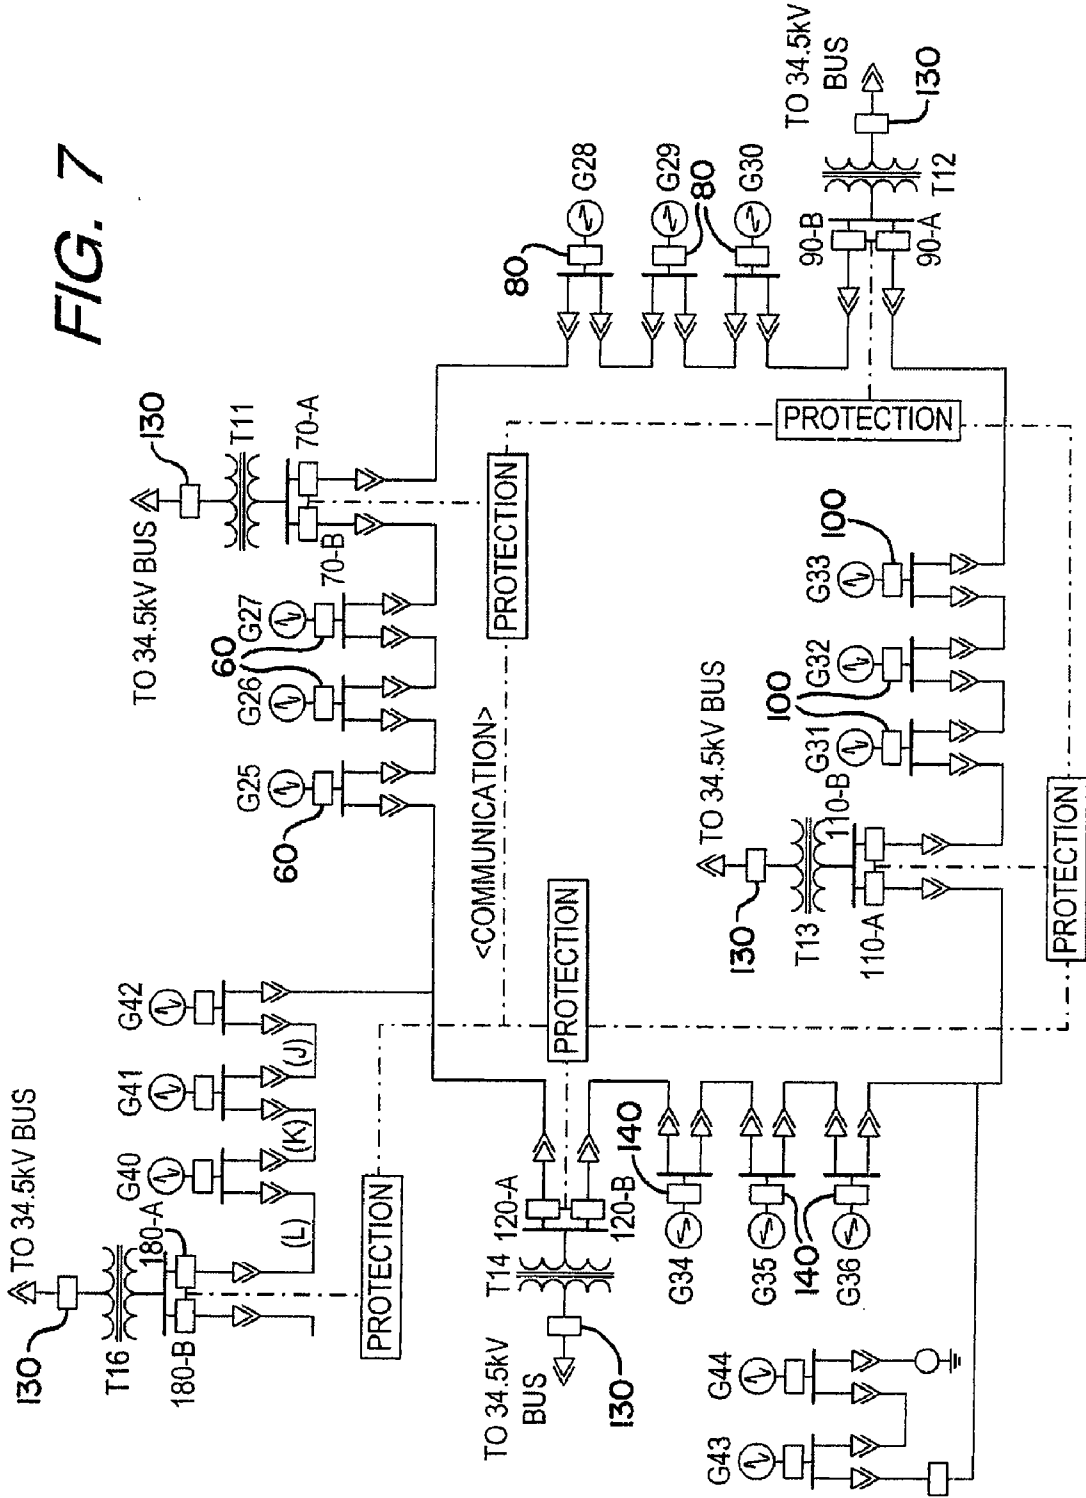 FIG. 7
TO 34.5kV BUS
130
T16
180-A
180-B
G40
G41
G42
(L)
(K)
(J)
PROTECTION
TO 34.5kV BUS
130
T11
70-A
70-B
G25
G26
G27
60
60
<COMMUNICATION>
PROTECTION
G28
G29
G30
80
80
TO 34.5kV
BUS
130
T12
90-B
90-A
PROTECTION
TO 34.5kV
BUS
130
T14
120-A
120-B
PROTECTION
G34
G35
G36
140
140
TO 34.5kV BUS
130
T13
110-B
110-A
G31
G32
G33
100
100
PROTECTION
G43
G44